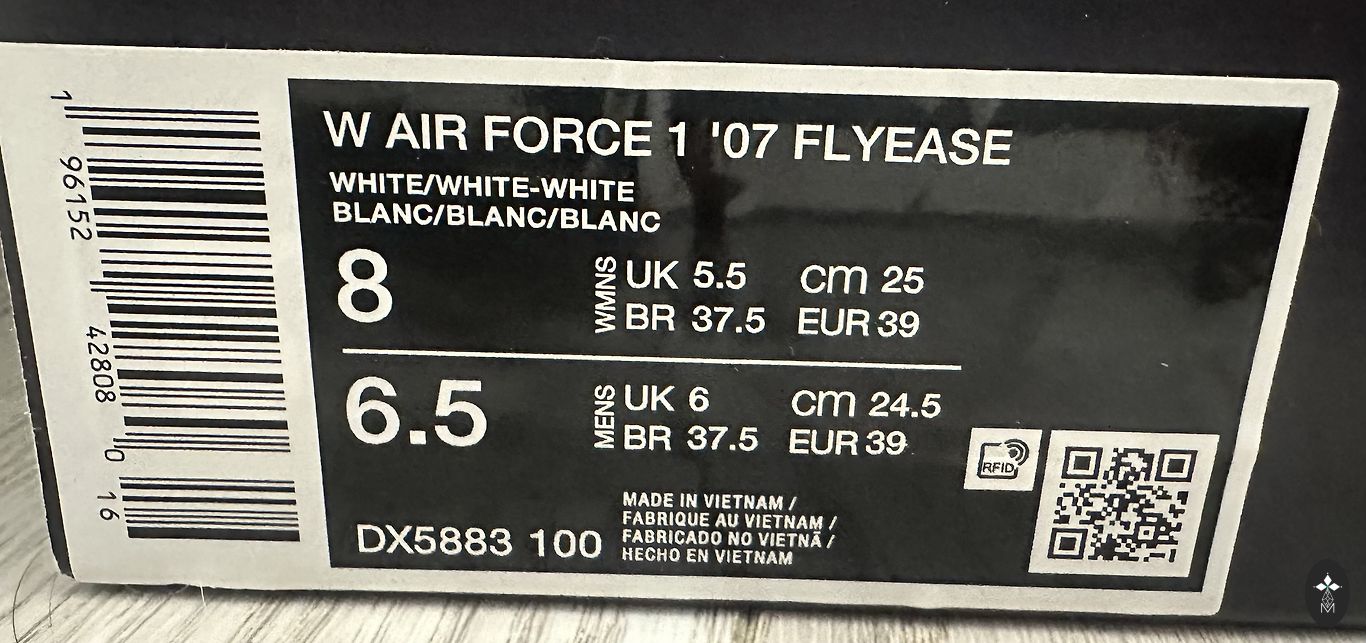 1 96152 42808 0 16
W AIR FORCE 1 '07 FLYEASE
WHITE/WHITE-WHITE
BLANC/BLANC/BLANC
8
WMNS
UK 5.5 cm 25
BR 37.5 EUR 39
6.5
MENS
UK 6 cm 24.5
BR 37.5 EUR 39
RFID
DX5883 100
MADE IN VIETNAM /
FABRIQUE AU VIETNAM /
FABRICADO NO VIETNÃ /
HECHO EN VIETNAM
M